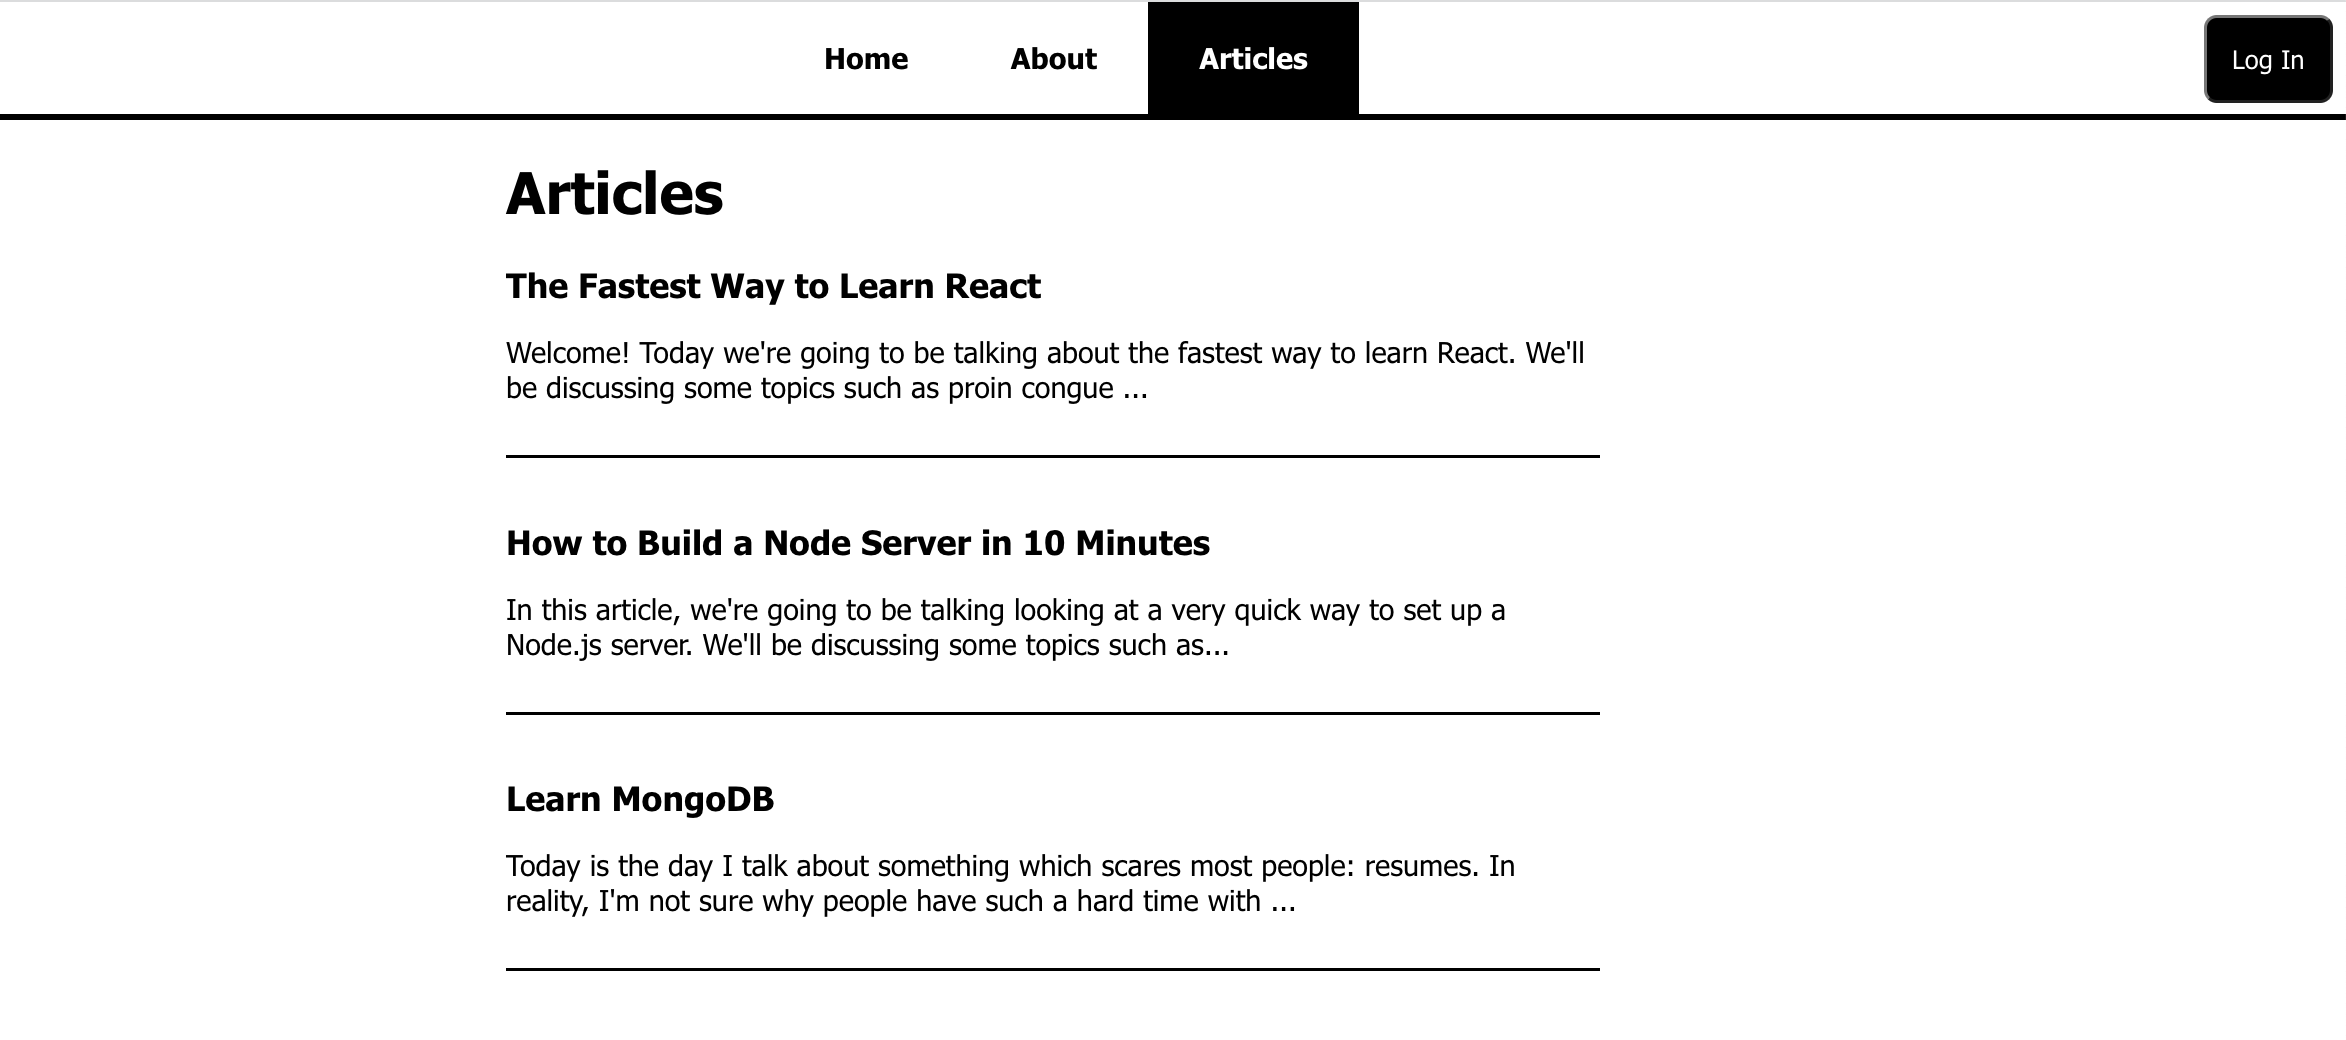 Home About Articles
Log In
Articles
The Fastest Way to Learn React
Welcome! Today we're going to be talking about the fastest way to learn React. We'll
be discussing some topics such as proin congue ...
How to Build a Node Server in 10 Minutes
In this article, we're going to be talking looking at a very quick way to set up a
Node.js server. We'll be discussing some topics such as...
Learn MongoDB
Today is the day I talk about something which scares most people: resumes. In
reality, I'm not sure why people have such a hard time with ...